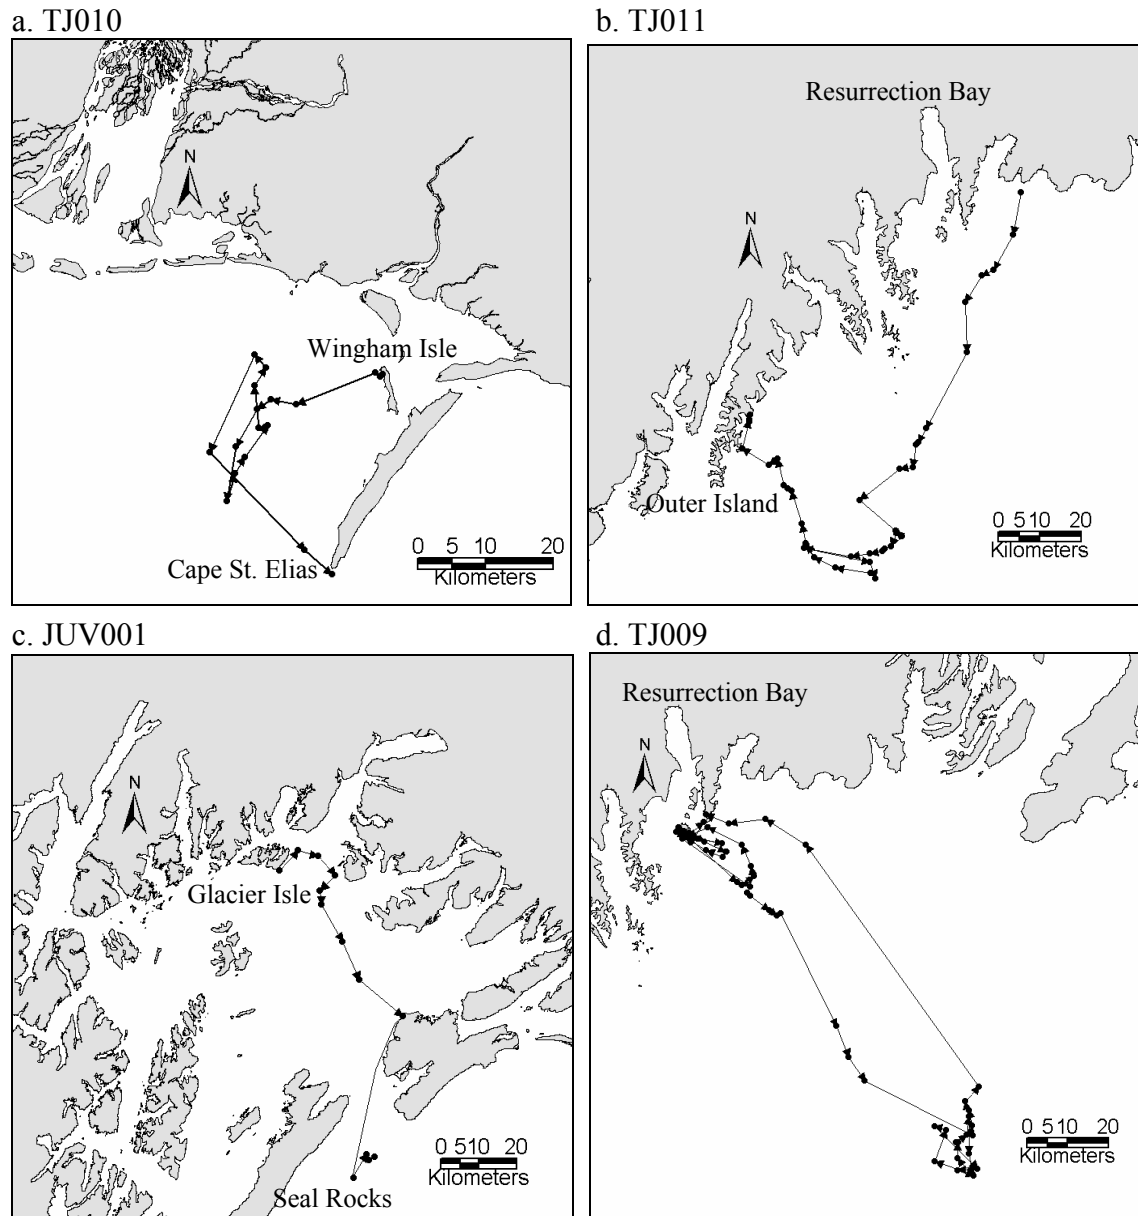 a. TJ010
N
Wingham Isle
Cape St. Elias
0 5 10 20
Kilometers
b. TJ011
Resurrection Bay
N
Outer Island
0 5 10 20
Kilometers
c. JUV001
N
Glacier Isle
0 5 10 20
Kilometers
Seal Rocks
d. TJ009
Resurrection Bay
N
0 5 10 20
Kilometers